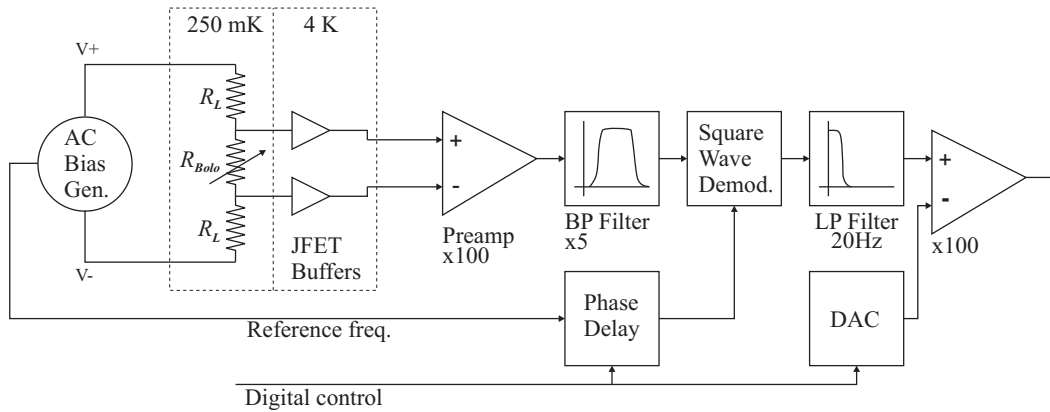 250 mK
4 K
V+
R_L
AC
Bias
Gen.
R_Bolo
R_L
V-
JFET
Buffers
+
-
Preamp
x100
BP Filter
x5
Square
Wave
Demod.
LP Filter
20Hz
+
-
x100
Reference freq.
Phase
Delay
DAC
Digital control